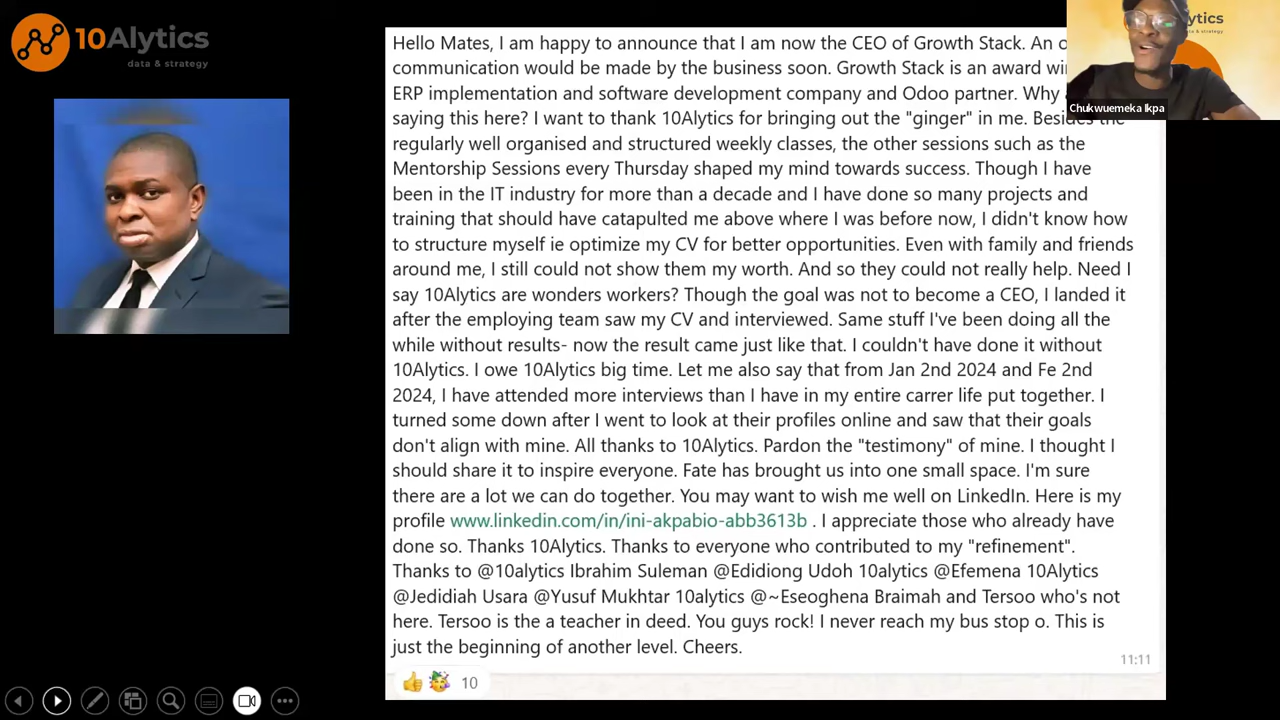 10Alytics
data & strategy
Hello Mates, I am happy to announce that I am now the CEO of Growth Stack. An o
communication would be made by the business soon. Growth Stack is an award wi
ERP implementation and software development company and Odoo partner. Why
saying this here? I want to thank 10Alytics for bringing out the "ginger" in me. Besides the
regularly well organised and structured weekly classes, the other sessions such as the
Mentorship Sessions every Thursday shaped my mind towards success. Though I have
been in the IT industry for more than a decade and I have done so many projects and
training that should have catapulted me above where I was before now, I didn't know how
to structure myself ie optimize my CV for better opportunities. Even with family and friends
around me, I still could not show them my worth. And so they could not really help. Need I
say 10Alytics are wonders workers? Though the goal was not to become a CEO, I landed it
after the employing team saw my CV and interviewed. Same stuff I've been doing all the
while without results- now the result came just like that. I couldn't have done it without
10Alytics. I owe 10Alytics big time. Let me also say that from Jan 2nd 2024 and Fe 2nd
2024, I have attended more interviews than I have in my entire carrer life put together. I
turned some down after I went to look at their profiles online and saw that their goals
don't align with mine. All thanks to 10Alytics. Pardon the "testimony" of mine. I thought I
should share it to inspire everyone. Fate has brought us into one small space. I'm sure
there are a lot we can do together. You may want to wish me well on LinkedIn. Here is my
profile www.linkedin.com/in/ini-akpabio-abb3613b . I appreciate those who already have
done so. Thanks 10Alytics. Thanks to everyone who contributed to my "refinement".
Thanks to @10alytics Ibrahim Suleman @Edidiong Udoh 10alytics @Efemena 10Alytics
@Jedidiah Usara @Yusuf Mukhtar 10alytics @~Eseoghena Braimah and Tersoo who's not
here. Tersoo is the a teacher in deed. You guys rock! I never reach my bus stop o. This is
just the beginning of another level. Cheers.
11:11
10
ytics
Chukwuemeka Ikpa